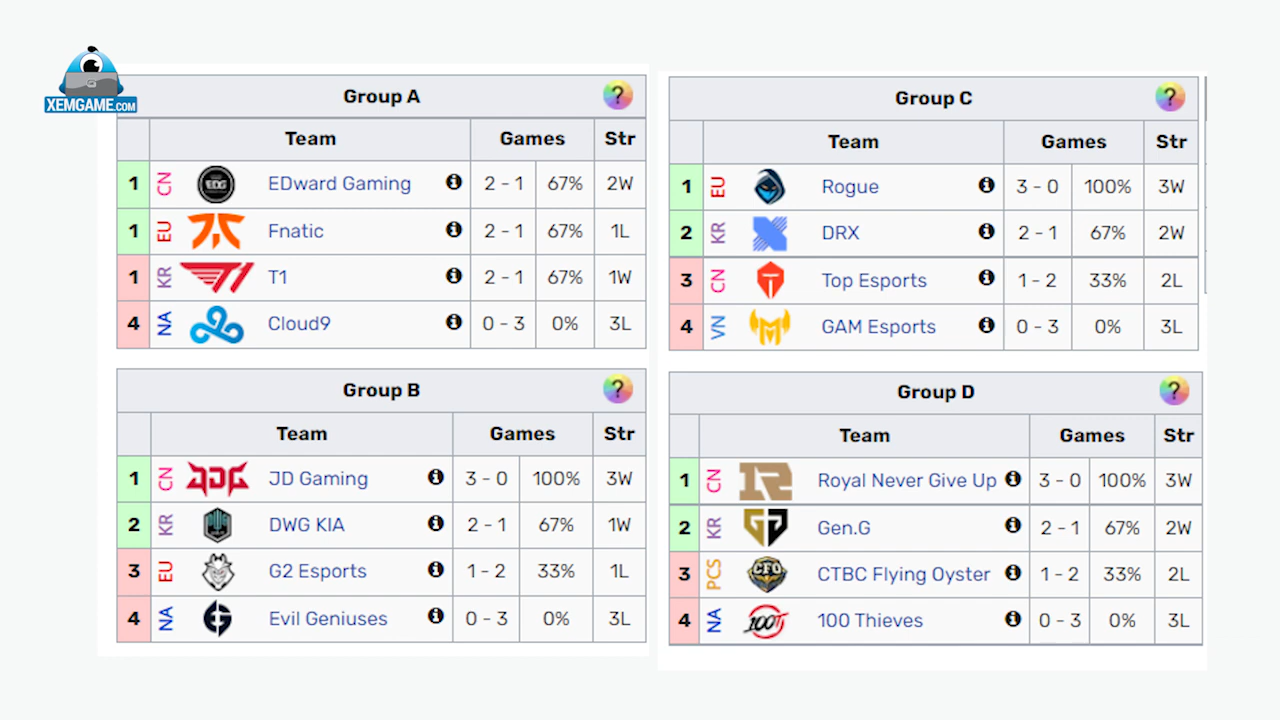 XEMGAME.COM
Group A ?
Team Games Str
1 CN EDG EDward Gaming 2 - 1 67% 2W
1 EU Fnatic 2 - 1 67% 1L
1 KR T1 2 - 1 67% 1W
4 NA Cloud9 0 - 3 0% 3L
Group B ?
Team Games Str
1 CN JDG JD Gaming 3 - 0 100% 3W
2 KR DWG KIA 2 - 1 67% 1W
3 EU G2 Esports 1 - 2 33% 1L
4 NA Evil Geniuses 0 - 3 0% 3L
Group C ?
Team Games Str
1 EU Rogue 3 - 0 100% 3W
2 KR DRX 2 - 1 67% 2W
3 CN Top Esports 1 - 2 33% 2L
4 VN GAM Esports 0 - 3 0% 3L
Group D ?
Team Games Str
1 CN Royal Never Give Up 3 - 0 100% 3W
2 KR Gen.G 2 - 1 67% 2W
3 PCS CFO CTBC Flying Oyster 1 - 2 33% 2L
4 NA 100T 100 Thieves 0 - 3 0% 3L